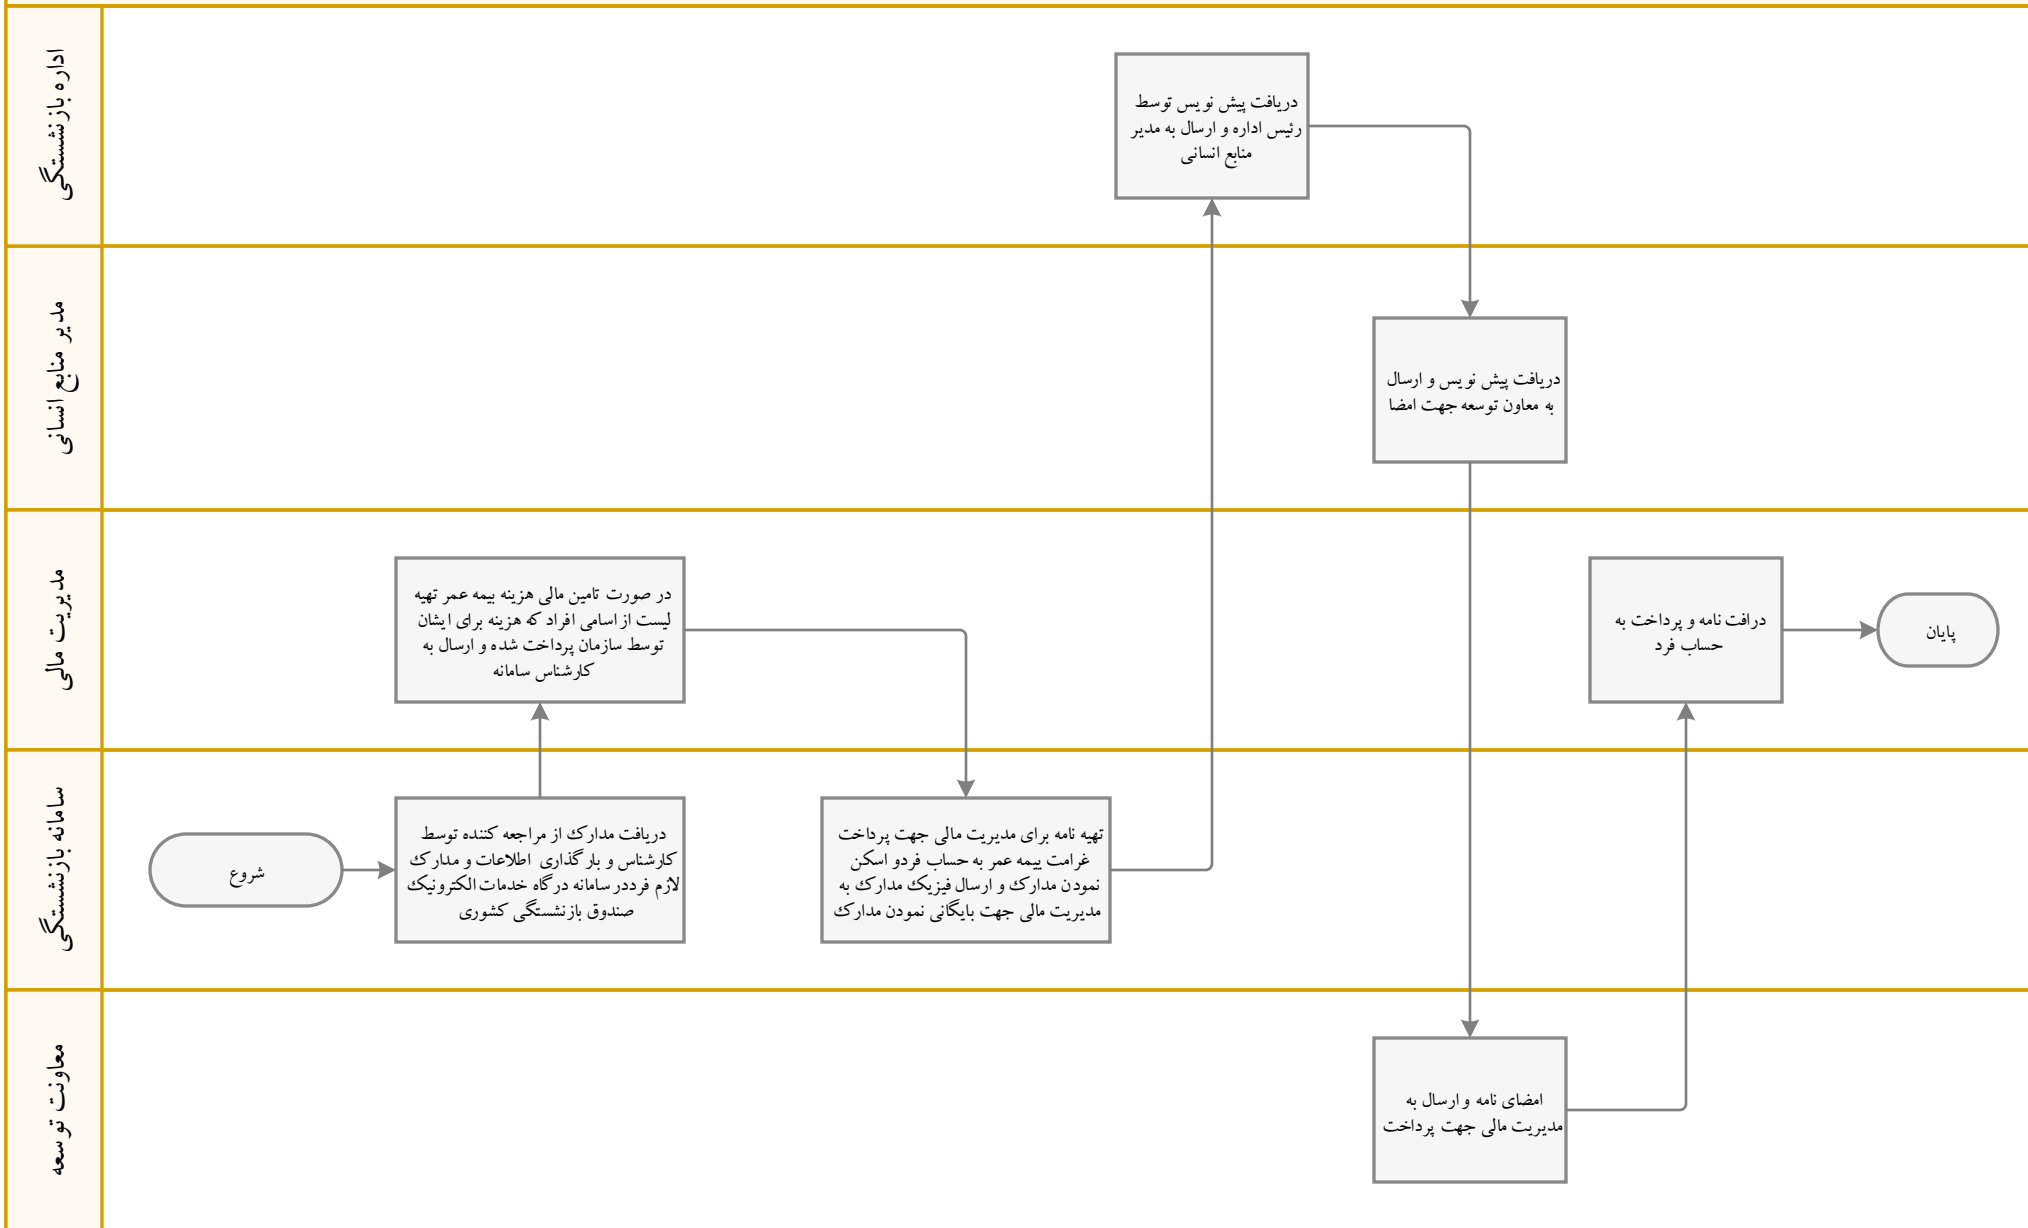 اداره بازنشستگی
دریافت پیش نویس توسط
رئیس اداره و ارسال به مدیر
منابع انسانی
مدیر منابع انسانی
دریافت پیش نویس و ارسال
به معاون توسعه جهت امضا
مدیریت مالی
در صورت تامین مالی هزینه بیمه عمر تهیه
لیست از اسامی افراد که هزینه برای ایشان
توسط سازمان پرداخت شده و ارسال به
کارشناس سامانه
درافت نامه و پرداخت به
حساب فرد
پایان
سامانه بازنشستگی
شروع
دریافت مدارک از مراجعه کننده توسط
کارشناس و بارگذاری اطلاعات و مدارک
لازم فرددر سامانه درگاه خدمات الکترونیک
صندوق بازنشستگی کشوری
تهیه نامه برای مدیریت مالی جهت پرداخت
غرامت بیمه عمر به حساب فردو اسکن
نمودن مدارک و ارسال فیزیک مدارک به
مدیریت مالی جهت بایگانی نمودن مدارک
معاونت توسعه
امضای نامه و ارسال به
مدیریت مالی جهت پرداخت